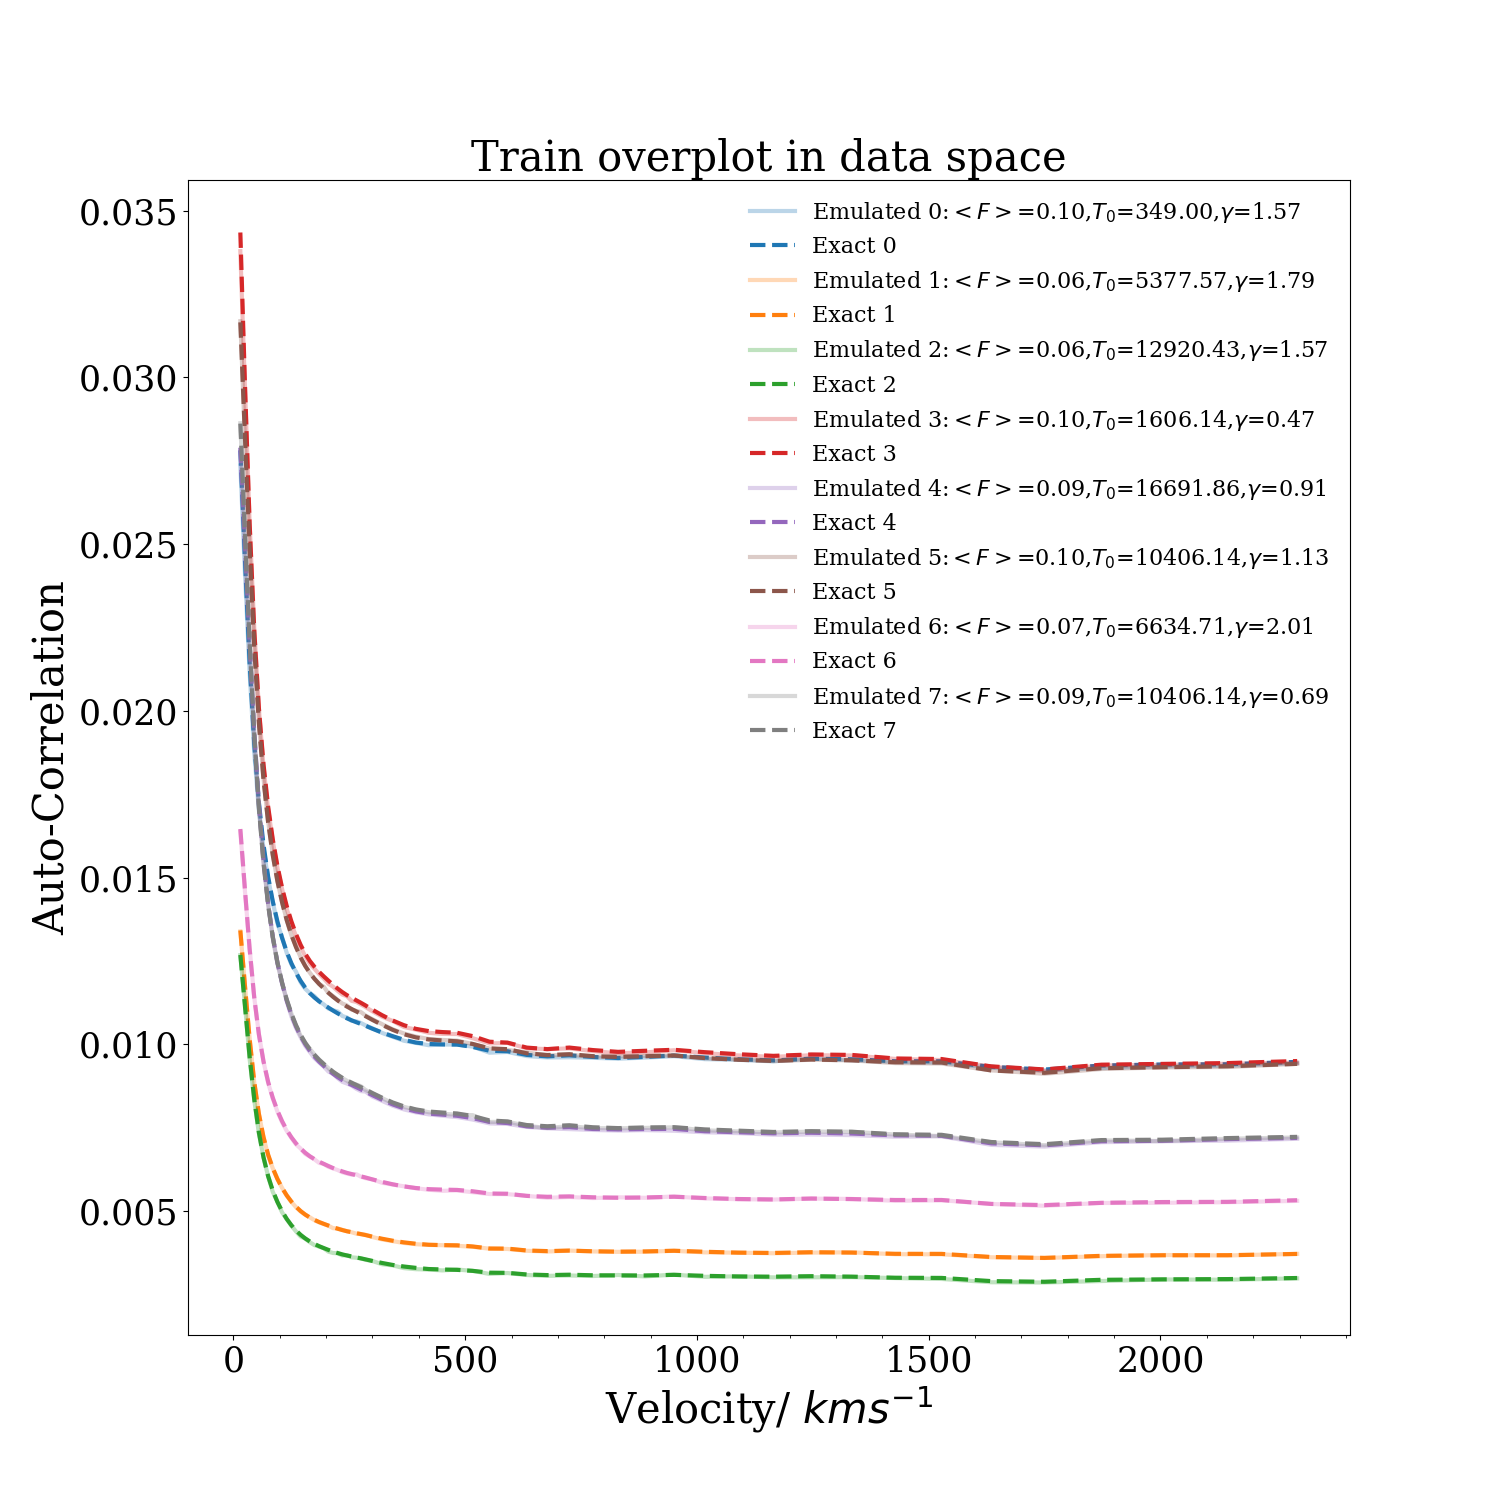 Train overplot in data space
0.035
0.030
0.025
0.020
0.015
0.010
0.005
Auto-Correlation
Emulated 0:< F >=0.10,T₀=349.00,γ=1.57
Exact 0
Emulated 1:< F >=0.06,T₀=5377.57,γ=1.79
Exact 1
Emulated 2:< F >=0.06,T₀=12920.43,γ=1.57
Exact 2
Emulated 3:< F >=0.10,T₀=1606.14,γ=0.47
Exact 3
Emulated 4:< F >=0.09,T₀=16691.86,γ=0.91
Exact 4
Emulated 5:< F >=0.10,T₀=10406.14,γ=1.13
Exact 5
Emulated 6:< F >=0.07,T₀=6634.71,γ=2.01
Exact 6
Emulated 7:< F >=0.09,T₀=10406.14,γ=0.69
Exact 7
0 500 1000 1500 2000
Velocity/ kms⁻¹